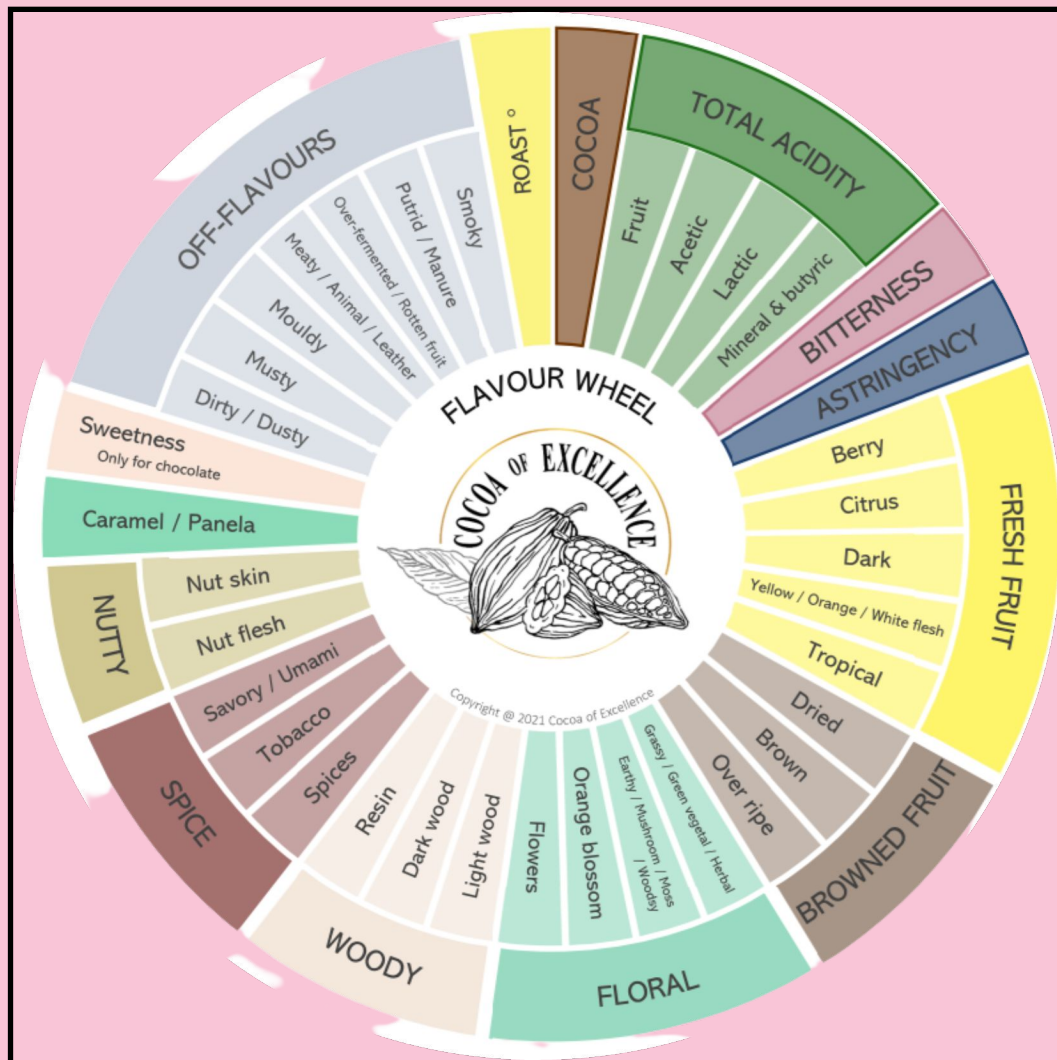 COCOA
TOTAL ACIDITY
Fruit
Acetic
Lactic
Mineral & butyric
BITTERNESS
ASTRINGENCY
FRESH FRUIT
Berry
Citrus
Dark
Yellow / Orange / White flesh
Tropical
BROWNED FRUIT
Dried
Brown
Over ripe
FLORAL
Grassy / Green vegetal / Herbal
Earthy / Mushroom / Moss
/ Woodsy
Orange blossom
Flowers
WOODY
Light wood
Dark wood
Resin
SPICE
Spices
Tobacco
Savory / Umami
NUTTY
Nut flesh
Nut skin
Caramel / Panela
Sweetness
Only for chocolate
OFF-FLAVOURS
Dirty / Dusty
Musty
Mouldy
Meaty / Animal / Leather
Over-fermented / Rotten fruit
Putrid / Manure
Smoky
ROAST °
FLAVOUR WHEEL
COCOA OF EXCELLENCE
Copyright @ 2021 Cocoa of Excellence